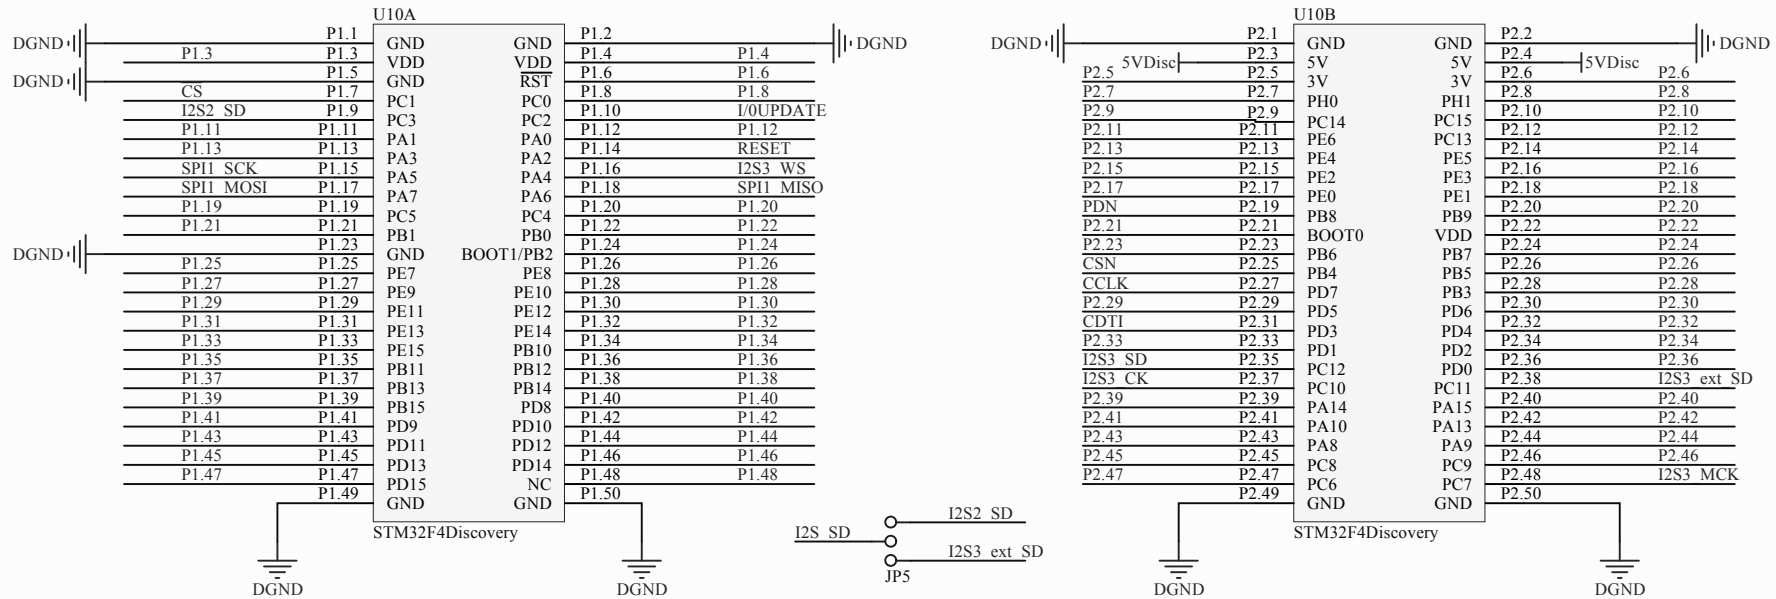 U10A U10B
P1.1 P1.2 P2.1 P2.2
DGND GND GND DGND DGND GND GND DGND
P1.3 P1.3 P1.4 P1.4 P2.3 P2.4
VDD VDD 5VDisc 5V 5V 5VDisc
P1.5 P1.6 P1.6 P2.5 P2.5 P2.6 P2.6
DGND GND RST 3V 3V
CS P1.7 P1.8 P1.8 P2.7 P2.7 P2.8 P2.8
PC1 PC0 PH0 PH1
I2S2_SD P1.9 P1.10 I/0UPDATE P2.9 P2.9 P2.10 P2.10
PC3 PC2 PC14 PC15
P1.11 P1.11 P1.12 P1.12 P2.11 P2.11 P2.12 P2.12
PA1 PA0 PE6 PC13
P1.13 P1.13 P1.14 RESET P2.13 P2.13 P2.14 P2.14
PA3 PA2 PE4 PE5
SPI1_SCK P1.15 P1.16 I2S3_WS P2.15 P2.15 P2.16 P2.16
PA5 PA4 PE2 PE3
SPI1_MOSI P1.17 P1.18 SPI1_MISO P2.17 P2.17 P2.18 P2.18
PA7 PA6 PE0 PE1
P1.19 P1.19 P1.20 P1.20 PDN P2.19 P2.20 P2.20
PC5 PC4 PB8 PB9
P1.21 P1.21 P1.22 P1.22 P2.21 P2.21 P2.22 P2.22
PB1 PB0 BOOT0 VDD
P1.23 P1.24 P1.24 P2.23 P2.23 P2.24 P2.24
DGND GND BOOT1/PB2 PB6 PB7
P1.25 P1.25 P1.26 P1.26 CSN P2.25 P2.26 P2.26
PE7 PE8 PB4 PB5
P1.27 P1.27 P1.28 P1.28 CCLK P2.27 P2.28 P2.28
PE9 PE10 PD7 PB3
P1.29 P1.29 P1.30 P1.30 P2.29 P2.29 P2.30 P2.30
PE11 PE12 PD5 PD6
P1.31 P1.31 P1.32 P1.32 CDTI P2.31 P2.32 P2.32
PE13 PE14 PD3 PD4
P1.33 P1.33 P1.34 P1.34 P2.33 P2.33 P2.34 P2.34
PE15 PB10 PD1 PD2
P1.35 P1.35 P1.36 P1.36 I2S3_SD P2.35 P2.36 P2.36
PB11 PB12 PC12 PD0
P1.37 P1.37 P1.38 P1.38 I2S3_CK P2.37 P2.38 I2S3_ext_SD
PB13 PB14 PC10 PC11
P1.39 P1.39 P1.40 P1.40 P2.39 P2.39 P2.40 P2.40
PB15 PD8 PA14 PA15
P1.41 P1.41 P1.42 P1.42 P2.41 P2.41 P2.42 P2.42
PD9 PD10 PA10 PA13
P1.43 P1.43 P1.44 P1.44 P2.43 P2.43 P2.44 P2.44
PD11 PD12 PA8 PA9
P1.45 P1.45 P1.46 P1.46 P2.45 P2.45 P2.46 P2.46
PD13 PD14 PC8 PC9
P1.47 P1.47 P1.48 P1.48 P2.47 P2.47 P2.48 I2S3_MCK
PD15 NC PC6 PC7
P1.49 P1.50 P2.49 P2.50
GND GND GND GND
I2S2_SD
STM32F4Discovery I2S_SD STM32F4Discovery
I2S3_ext_SD
JP5
DGND DGND DGND DGND